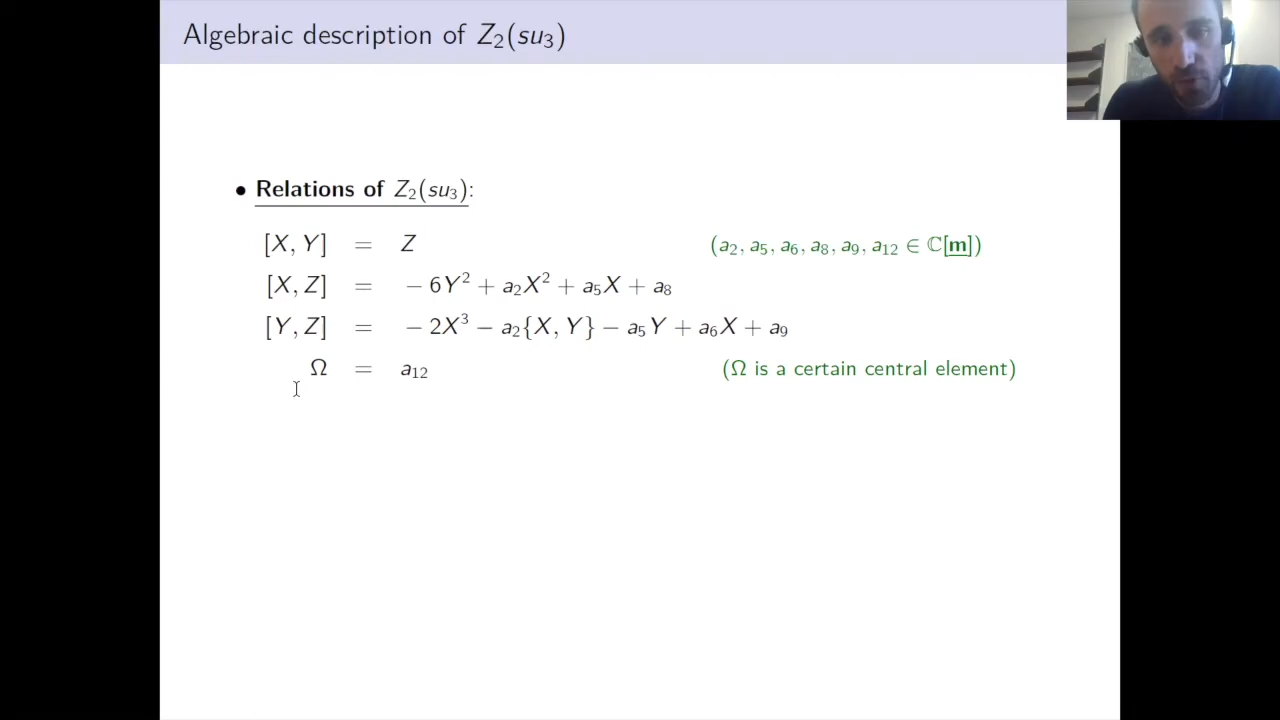 Algebraic description of Z₂(su₃)
• Relations of Z₂(su₃):
[X, Y] = Z (a₂, a₅, a₆, a₈, a₉, a₁₂ ∈ ℂ[m])
[X, Z] = − 6Y² + a₂X² + a₅X + a₈
[Y, Z] = − 2X³ − a₂{X, Y} − a₅Y + a₆X + a₉
Ω = a₁₂ (Ω is a certain central element)